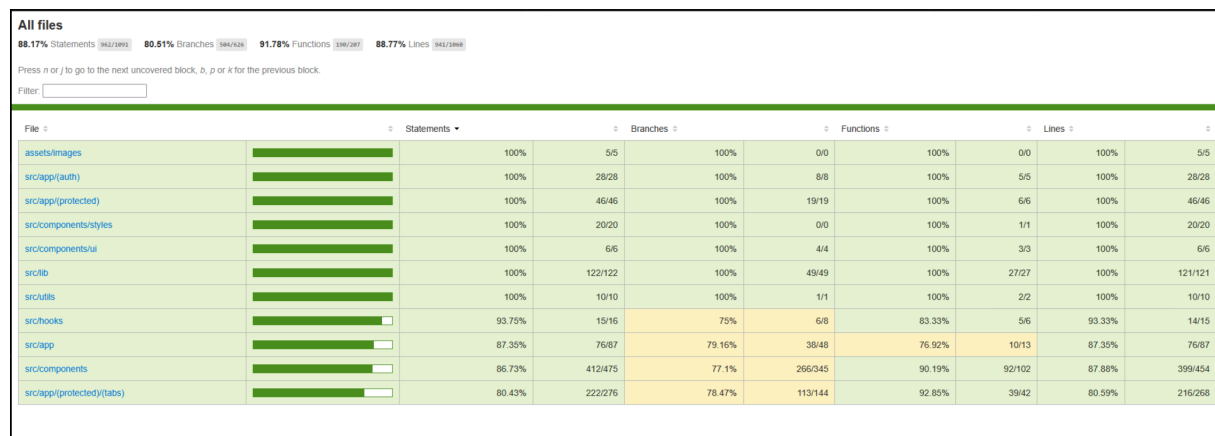 All files
88.17% Statements 962/1091 80.51% Branches 504/626 91.78% Functions 190/207 88.77% Lines 941/1060
Press n or j to go to the next uncovered block, b, p or k for the previous block.
Filter:
File Statements Branches Functions Lines
assets/images 100% 5/5 100% 0/0 100% 0/0 100% 5/5
src/app/(auth) 100% 28/28 100% 8/8 100% 5/5 100% 28/28
src/app/(protected) 100% 46/46 100% 19/19 100% 6/6 100% 46/46
src/components/styles 100% 20/20 100% 0/0 100% 1/1 100% 20/20
src/components/ui 100% 6/6 100% 4/4 100% 3/3 100% 6/6
src/lib 100% 122/122 100% 49/49 100% 27/27 100% 121/121
src/utils 100% 10/10 100% 1/1 100% 2/2 100% 10/10
src/hooks 93.75% 15/16 75% 6/8 83.33% 5/6 93.33% 14/15
src/app 87.35% 76/87 79.16% 38/48 76.92% 10/13 87.35% 76/87
src/components 86.73% 412/475 77.1% 266/345 90.19% 92/102 87.88% 399/454
src/app/(protected)/(tabs) 80.43% 222/276 78.47% 113/144 92.85% 39/42 80.59% 216/268